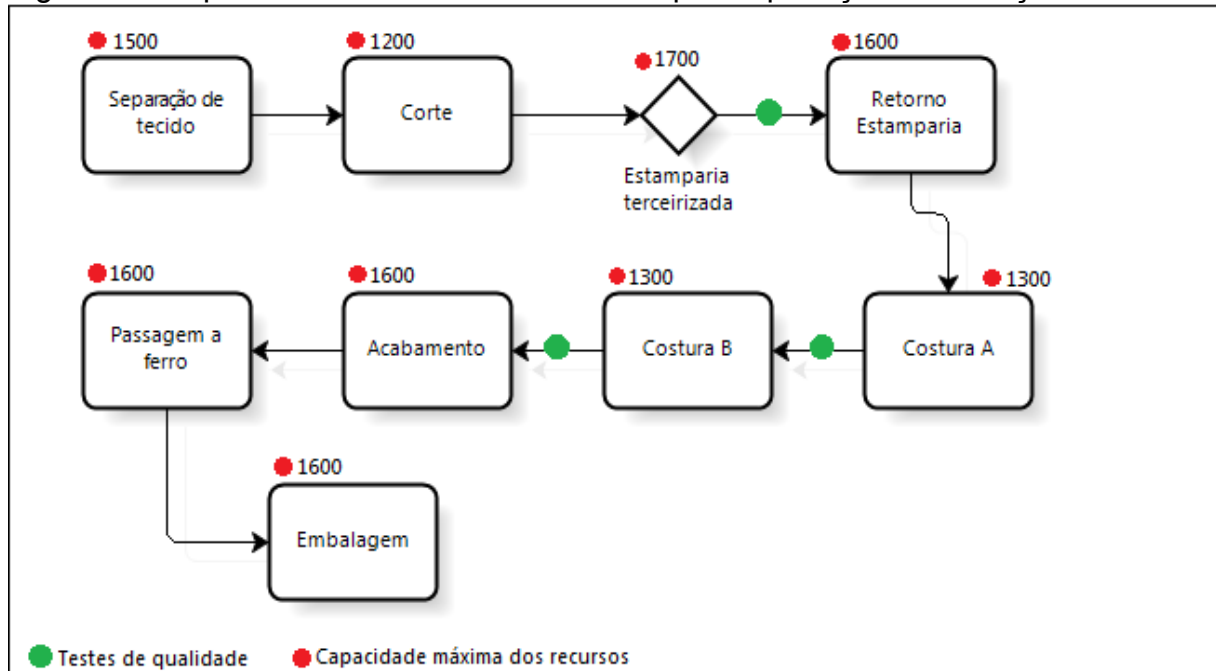 1500
Separação de
tecido
1200
Corte
1700
Estamparia
terceirizada
1600
Retorno
Estamparia
1300
Costura A
1300
Costura B
1600
Acabamento
1600
Passagem a
ferro
1600
Embalagem
Testes de qualidade
Capacidade máxima dos recursos